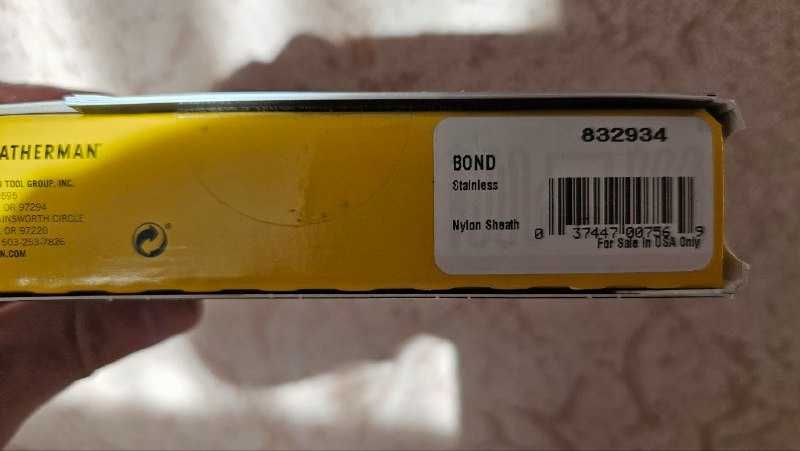 ATHERMAN
TOOL GROUP, INC.
OR 97294
AINSWORTH CIRCLE
OR 97220
503-253-7826
N.COM
832934
BOND
Stainless
Nylon Sheath
0 37447 00756 9
For Sale in USA Only